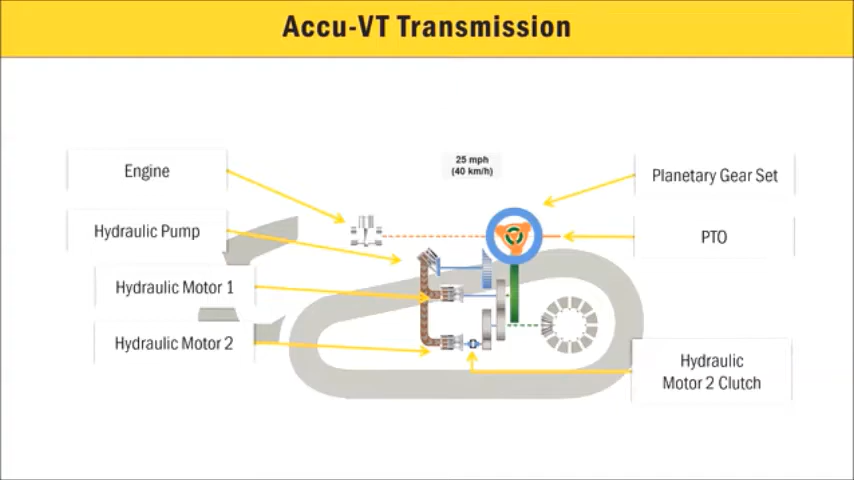 Accu-VT Transmission
25 mph
(40 km/h)
Engine
Planetary Gear Set
Hydraulic Pump
PTO
Hydraulic Motor 1
Hydraulic Motor 2
Hydraulic
Motor 2 Clutch